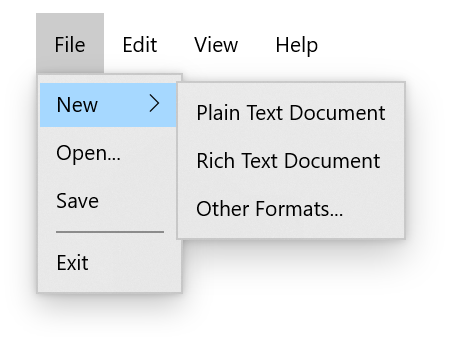 File Edit View Help
New
Open...
Save
Exit
Plain Text Document
Rich Text Document
Other Formats...